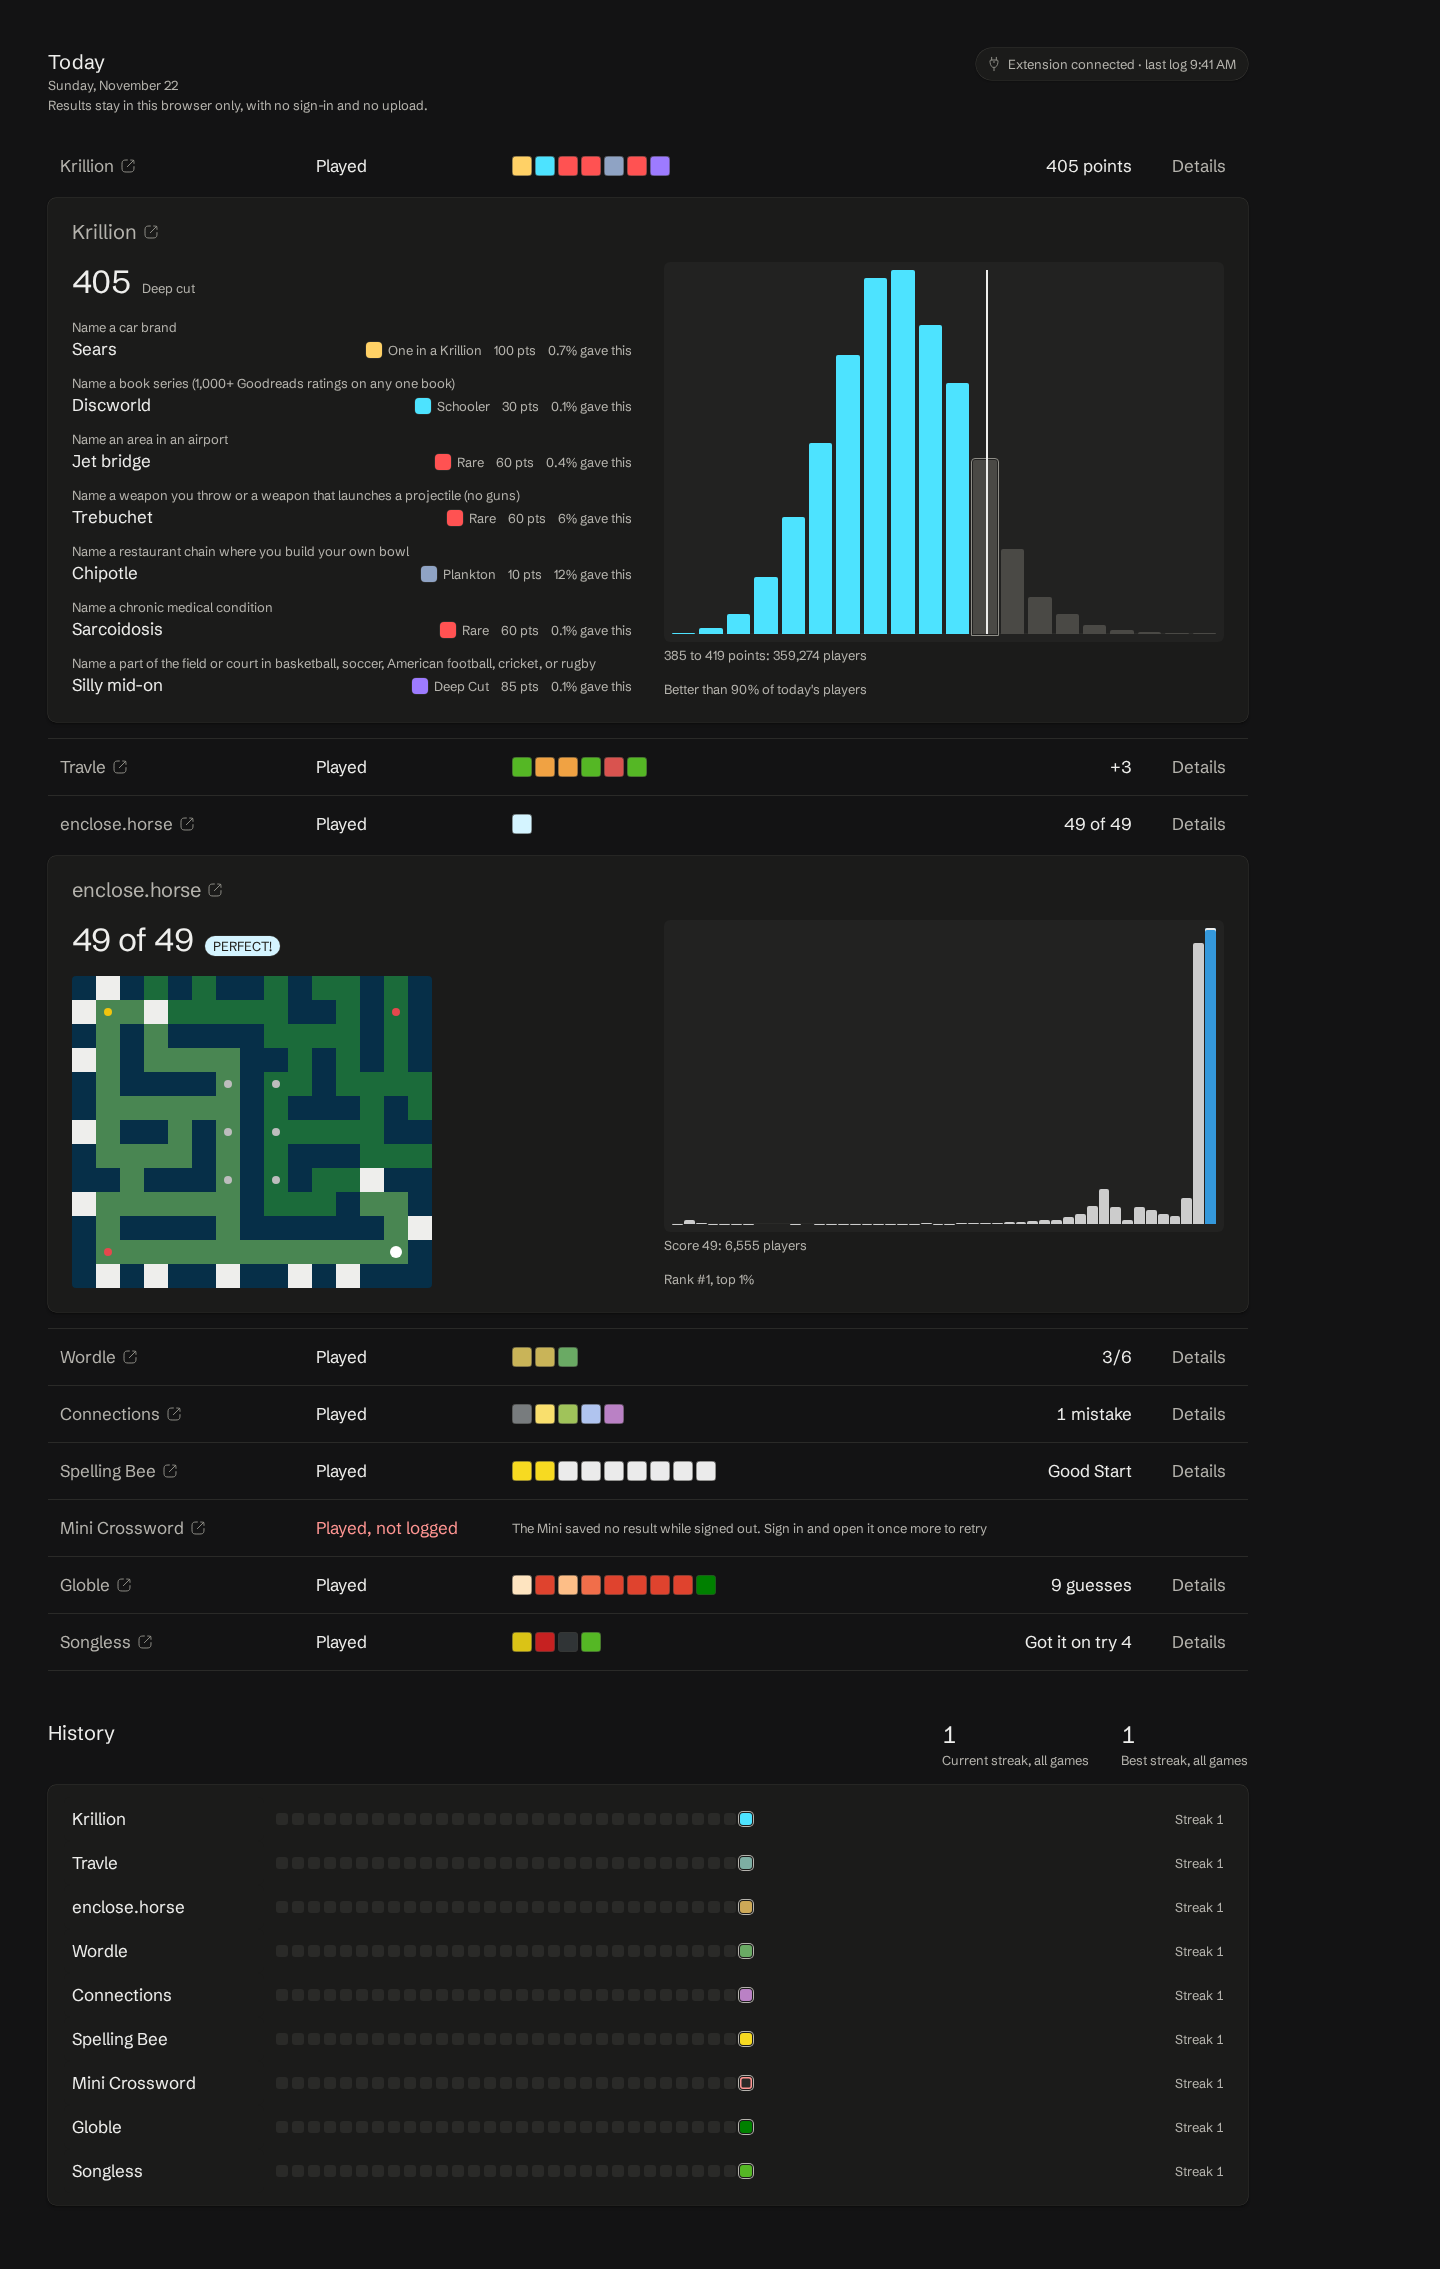 Today
Sunday, November 22
Results stay in this browser only, with no sign-in and no upload.
Extension connected · last log 9:41 AM
Krillion Played 405 points Details
Krillion
405 Deep cut
Name a car brand
Sears One in a Krillion 100 pts 0.7% gave this
Name a book series (1,000+ Goodreads ratings on any one book)
Discworld Schooler 30 pts 0.1% gave this
Name an area in an airport
Jet bridge Rare 60 pts 0.4% gave this
Name a weapon you throw or a weapon that launches a projectile (no guns)
Trebuchet Rare 60 pts 6% gave this
Name a restaurant chain where you build your own bowl
Chipotle Plankton 10 pts 12% gave this
Name a chronic medical condition
Sarcoidosis Rare 60 pts 0.1% gave this
Name a part of the field or court in basketball, soccer, American football, cricket, or rugby
Silly mid-on Deep Cut 85 pts 0.1% gave this
385 to 419 points: 359,274 players
Better than 90% of today's players
Travle Played +3 Details
enclose.horse Played 49 of 49 Details
enclose.horse
49 of 49 PERFECT!
Score 49: 6,555 players
Rank #1, top 1%
Wordle Played 3/6 Details
Connections Played 1 mistake Details
Spelling Bee Played Good Start Details
Mini Crossword Played, not logged The Mini saved no result while signed out. Sign in and open it once more to retry
Globle Played 9 guesses Details
Songless Played Got it on try 4 Details
History
1
Current streak, all games
1
Best streak, all games
Krillion Streak 1
Travle Streak 1
enclose.horse Streak 1
Wordle Streak 1
Connections Streak 1
Spelling Bee Streak 1
Mini Crossword Streak 1
Globle Streak 1
Songless Streak 1